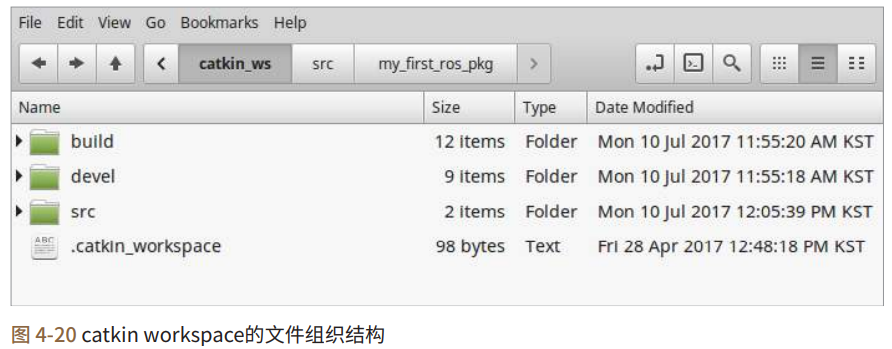 File Edit View Go Bookmarks Help
catkin_ws src my_first_ros_pkg
Name Size Type Date Modified
build 12 items Folder Mon 10 Jul 2017 11:55:20 AM KST
devel 9 items Folder Mon 10 Jul 2017 11:55:18 AM KST
src 2 items Folder Mon 10 Jul 2017 12:05:39 PM KST
ABC .catkin_workspace 98 bytes Text Fri 28 Apr 2017 12:48:18 PM KST
图 4-20 catkin workspace的文件组织结构